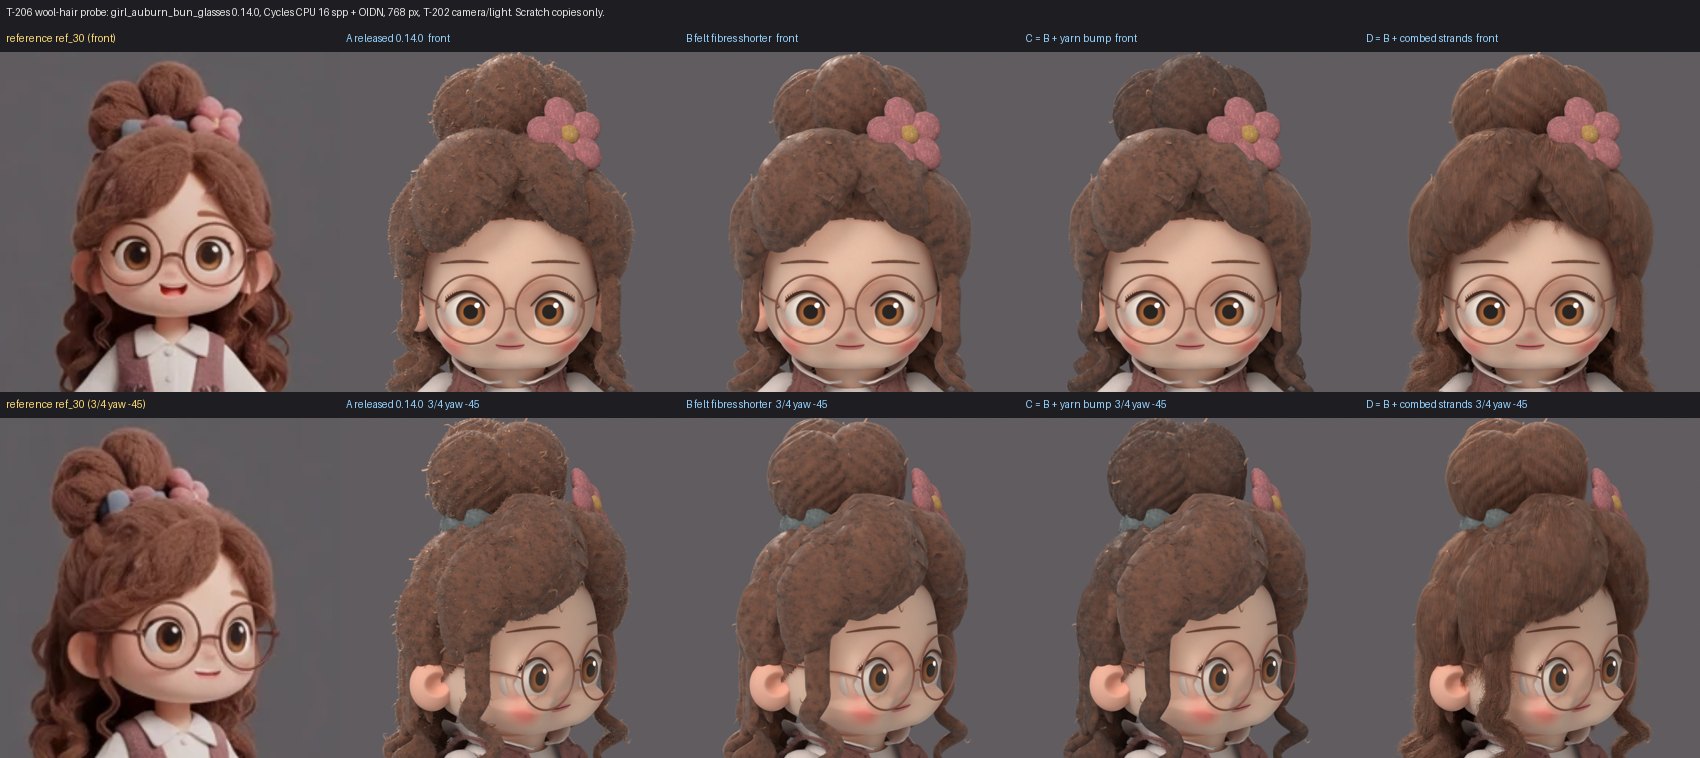 T-206 wool-hair probe: girl_auburn_bun_glasses 0.14.0, Cycles CPU 16 spp + OIDN, 768 px, T-202 camera/light. Scratch copies only.
reference ref_30 (front)
A released 0.14.0 front
B felt fibres shorter front
C = B + yarn bump front
D = B + combed strands front
reference ref_30 (3/4 yaw -45)
A released 0.14.0 3/4 yaw -45
B felt fibres shorter 3/4 yaw -45
C = B + yarn bump 3/4 yaw -45
D = B + combed strands 3/4 yaw -45